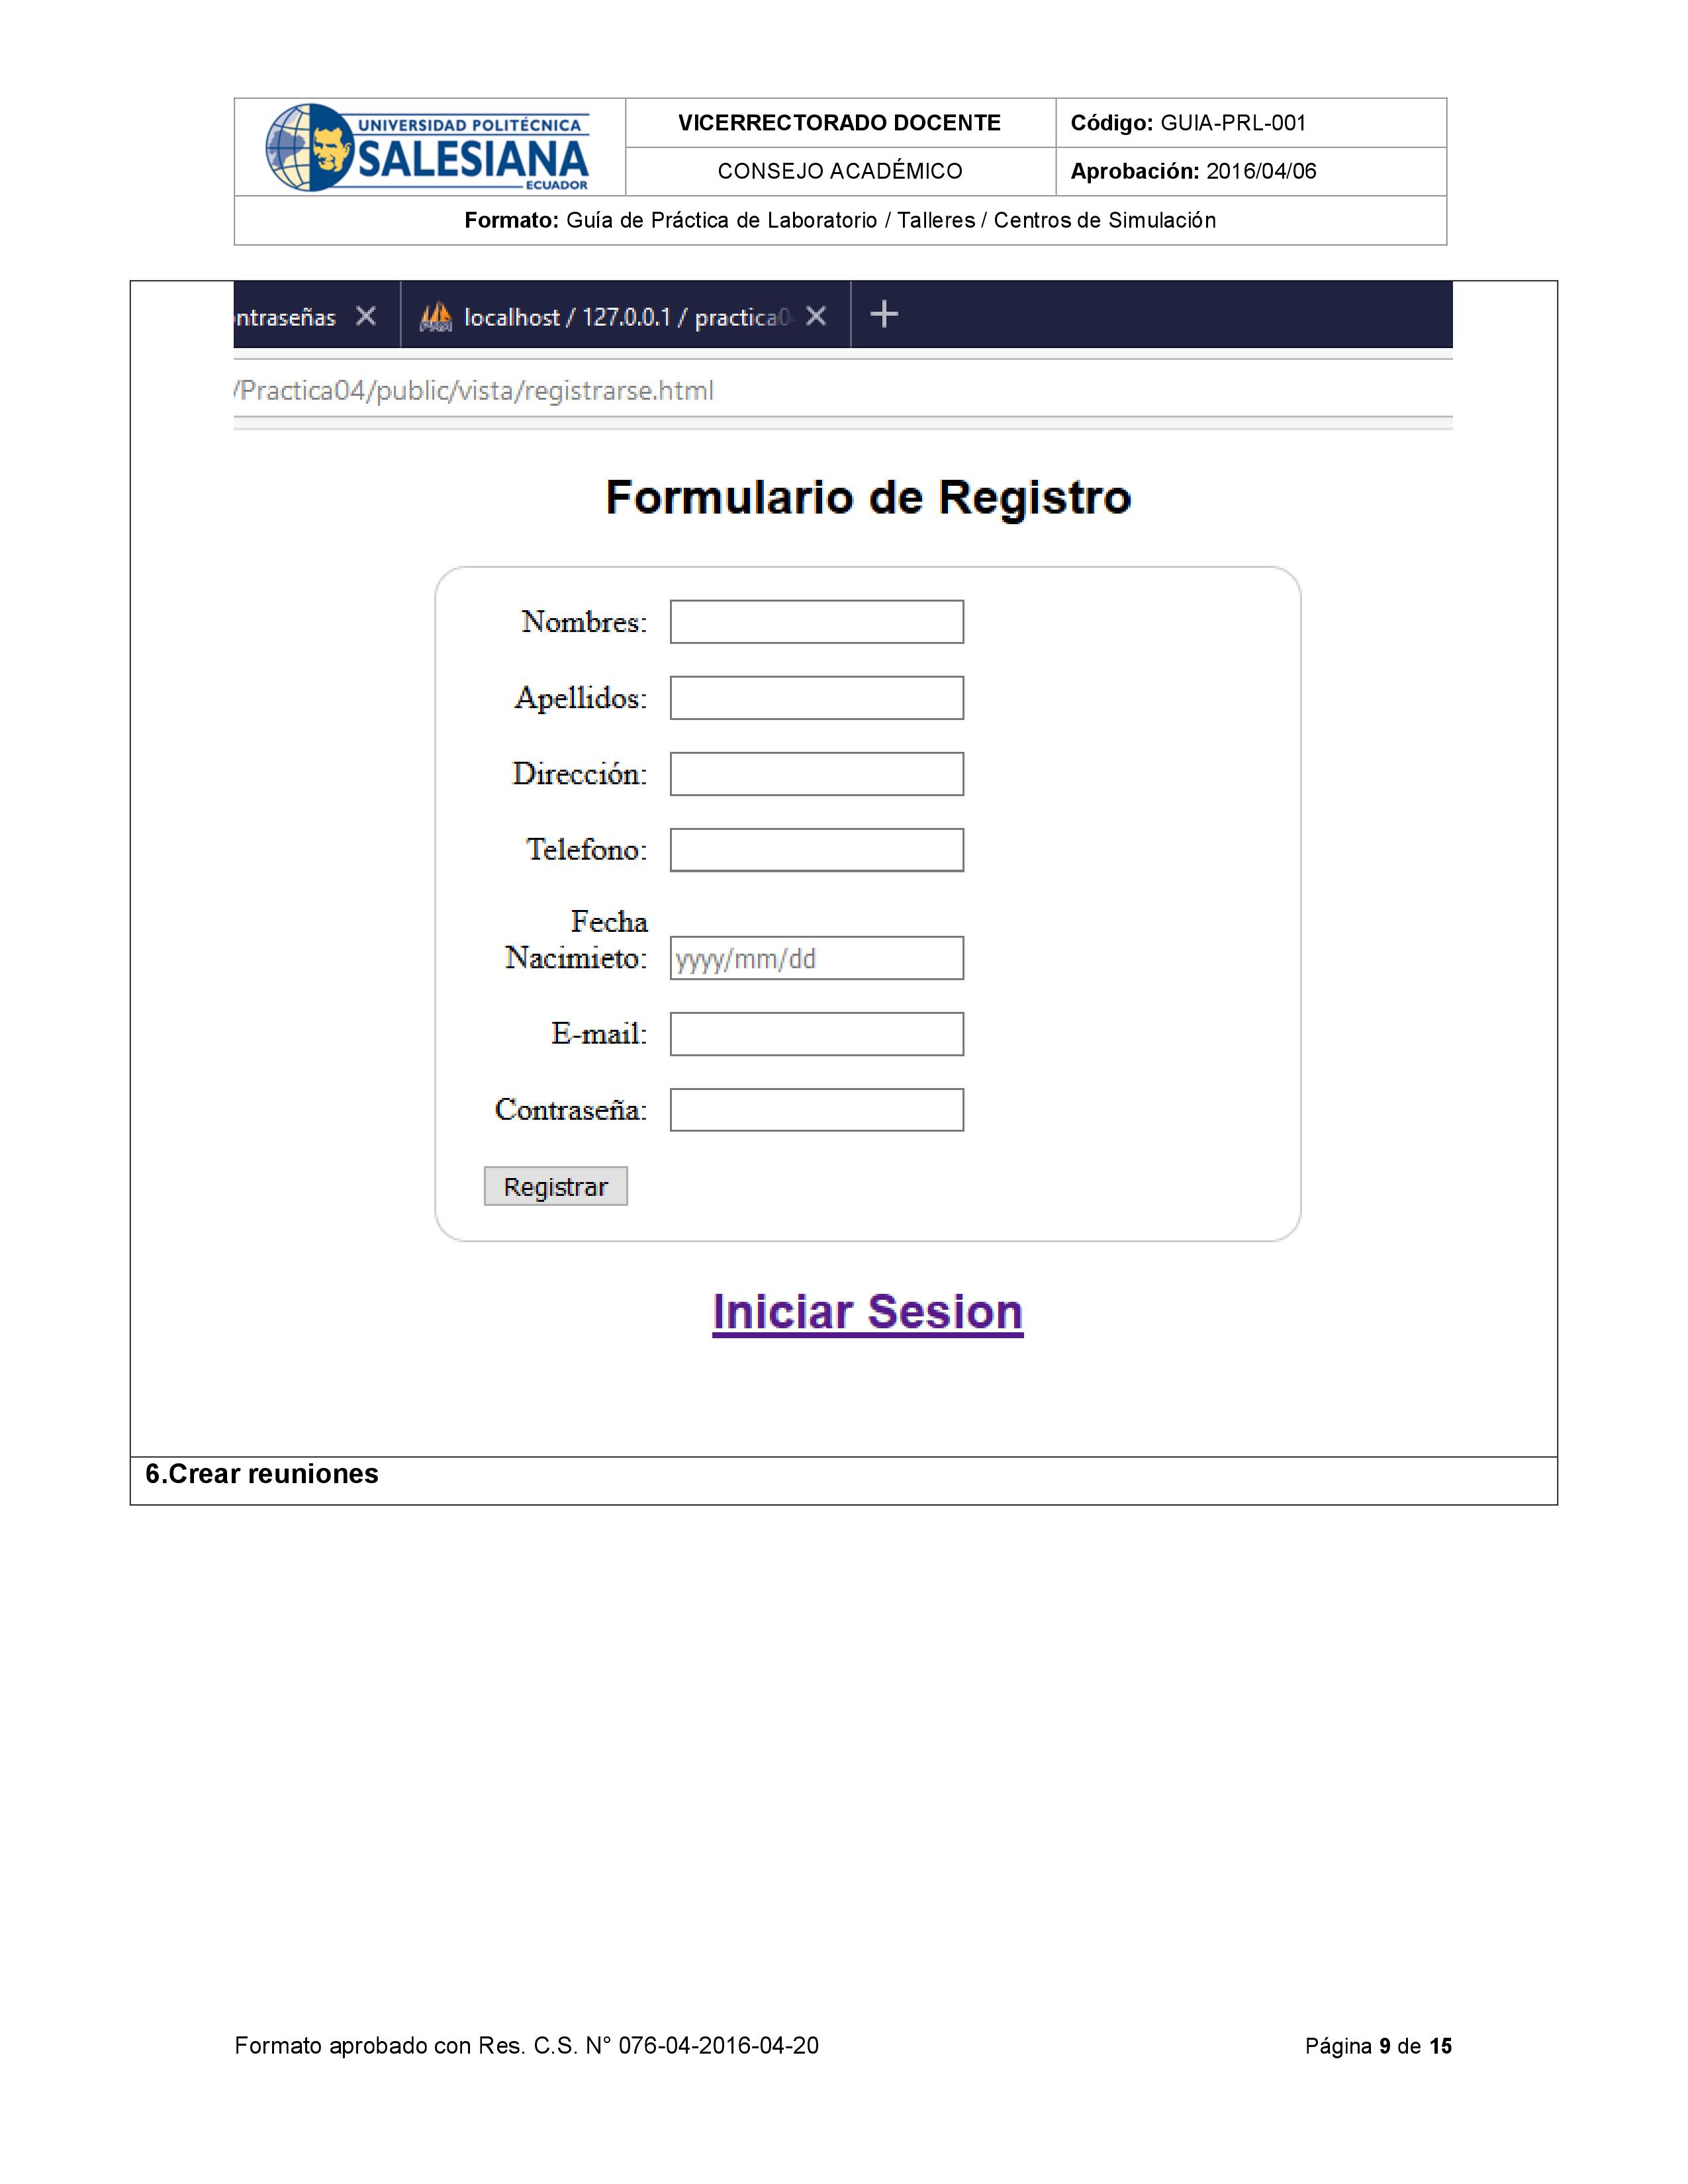 UNIVERSIDAD POLITÉCNICA
SALESIANA
ECUADOR
VICERRECTORADO DOCENTE
Código: GUIA-PRL-001
CONSEJO ACADÉMICO
Aprobación: 2016/04/06
Formato: Guía de Práctica de Laboratorio / Talleres / Centros de Simulación
ntraseñas
localhost / 127.0.0.1 / practica0
/Practica04/public/vista/registrarse.html
Formulario de Registro
Nombres:
Apellidos:
Dirección:
Telefono:
Fecha
Nacimieto: yyyy/mm/dd
E-mail:
Contraseña:
Registrar
Iniciar Sesion
6.Crear reuniones
Formato aprobado con Res. C.S. N° 076-04-2016-04-20
Página 9 de 15